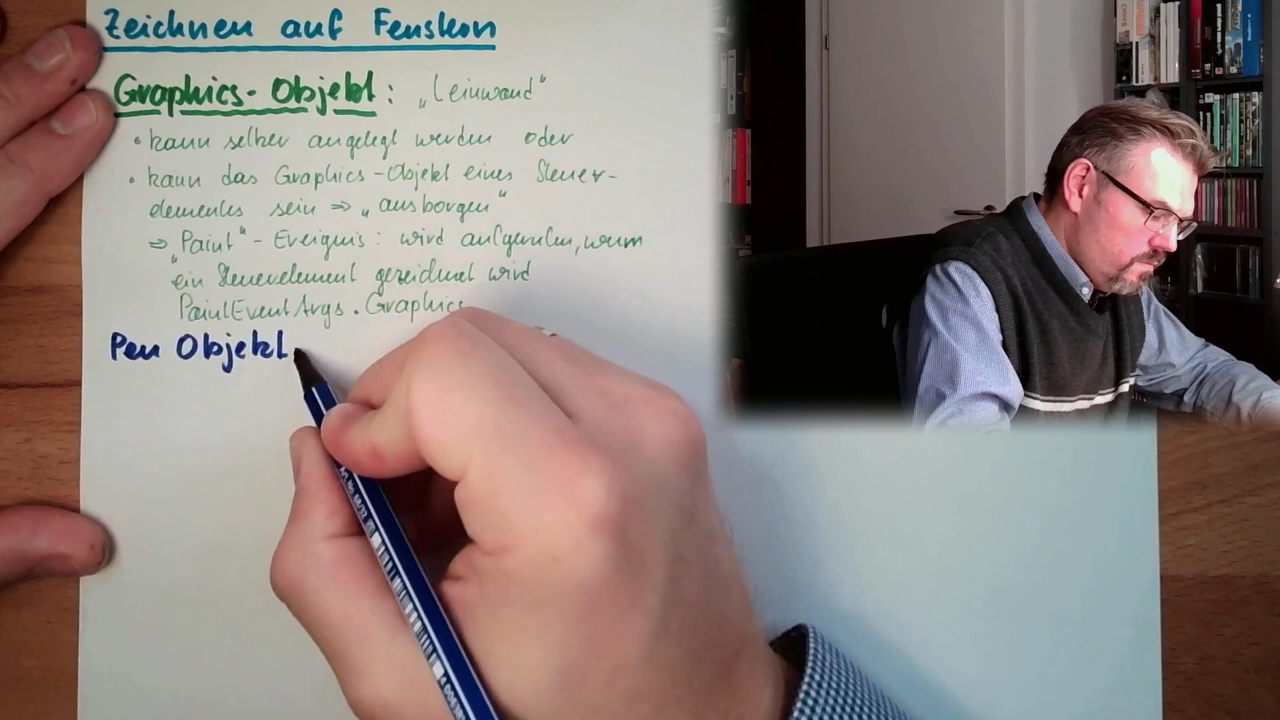 Zeichnen auf Fenstern
Graphics-Objekt: „Leinwand“
• kann selber angelegt werden oder
• kann das Graphics-Objekt eines Steuer-
elementes sein ⇒ „ausborgen“
⇒ „Paint“-Ereignis: wird aufgerufen, wenn
ein Steuerelement gezeichnet wird
PaintEventArgs.Graphics
Pen Objekt